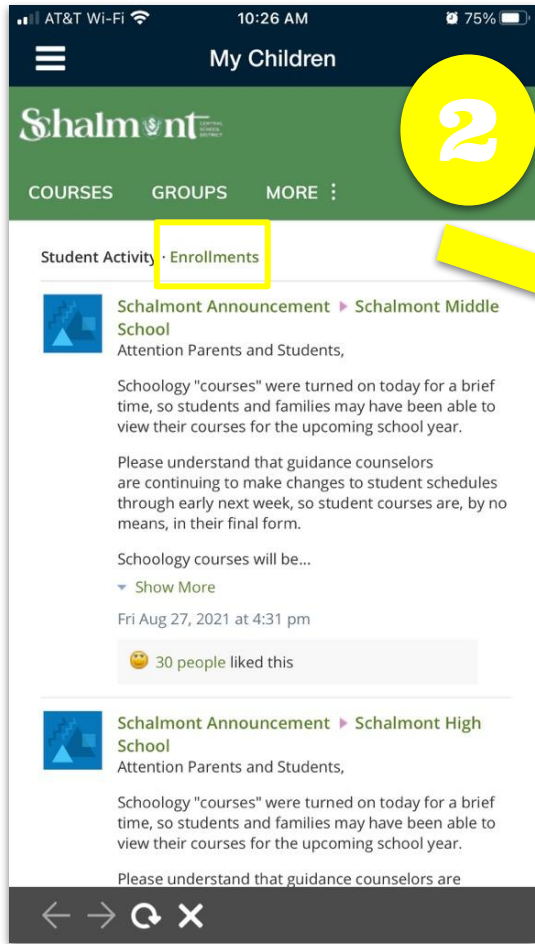 AT&T Wi-Fi 10:26 AM 75%
My Children
Schalmont CENTRAL SCHOOL DISTRICT
2
COURSES GROUPS MORE
Student Activity · Enrollments
Schalmont Announcement ▸ Schalmont Middle
School
Attention Parents and Students,
Schoology "courses" were turned on today for a brief
time, so students and families may have been able to
view their courses for the upcoming school year.
Please understand that guidance counselors
are continuing to make changes to student schedules
through early next week, so student courses are, by no
means, in their final form.
Schoology courses will be...
Show More
Fri Aug 27, 2021 at 4:31 pm
30 people liked this
Schalmont Announcement ▸ Schalmont High
School
Attention Parents and Students,
Schoology "courses" were turned on today for a brief
time, so students and families may have been able to
view their courses for the upcoming school year.
Please understand that guidance counselors are